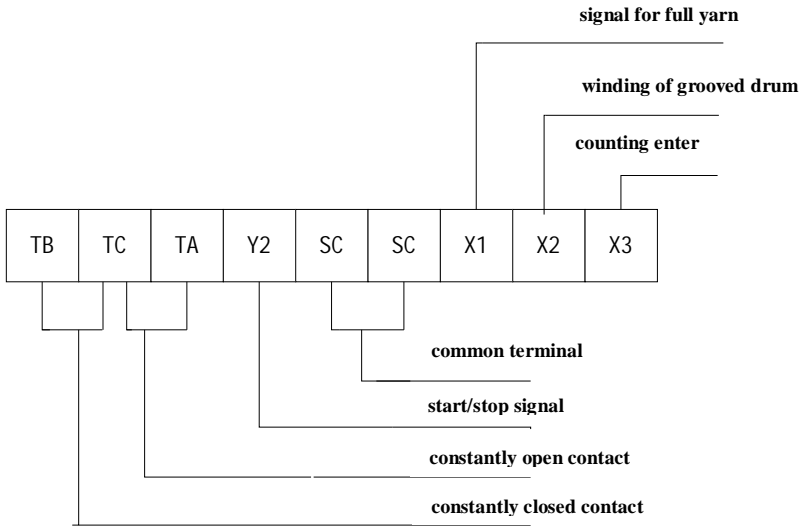 signal for full yarn
winding of grooved drum
counting enter
TB TC TA Y2 SC SC X1 X2 X3
common terminal
start/stop signal
constantly open contact
constantly closed contact